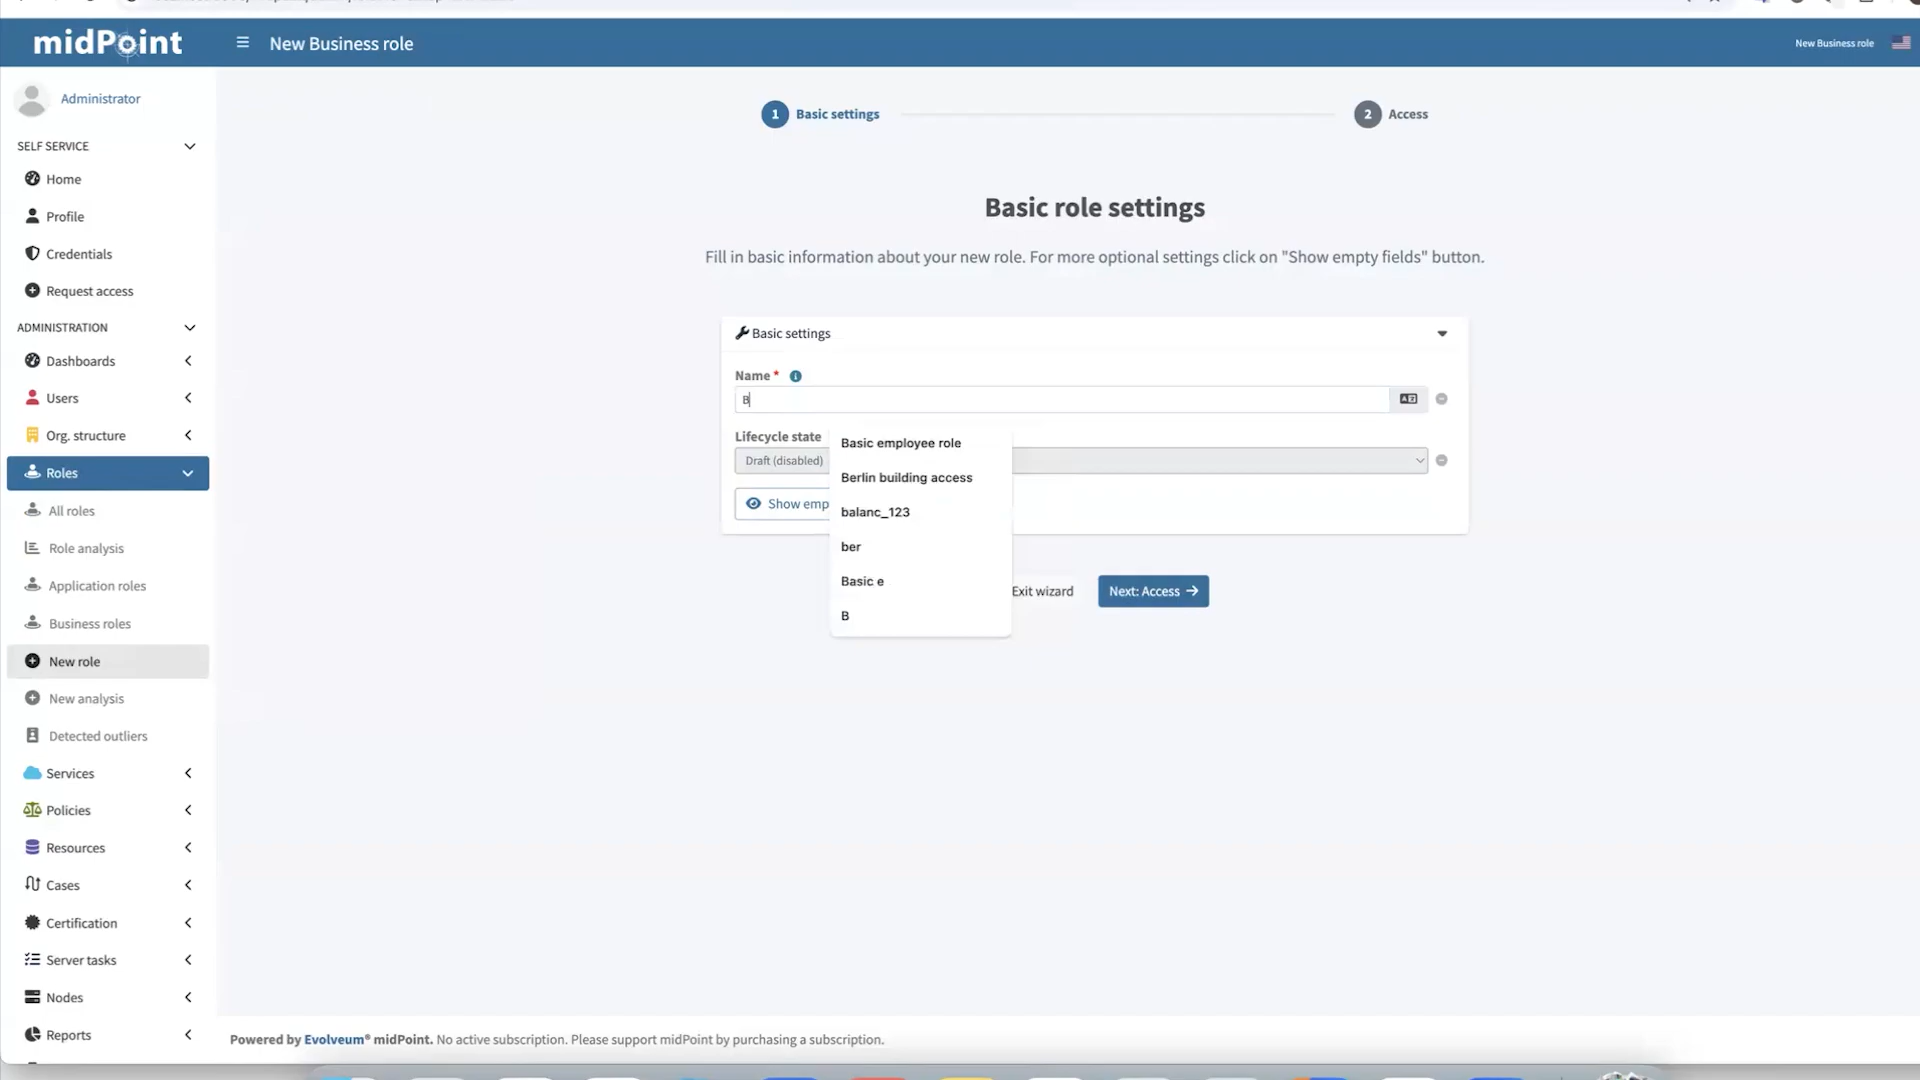 midPoint
New Business role
New Business role
Administrator
SELF SERVICE
Home
Profile
Credentials
Request access
ADMINISTRATION
Dashboards
Users
Org. structure
Roles
All roles
Role analysis
Application roles
Business roles
New role
New analysis
Detected outliers
Services
Policies
Resources
Cases
Certification
Server tasks
Nodes
Reports
1 Basic settings
2 Access
Basic role settings
Fill in basic information about your new role. For more optional settings click on "Show empty fields" button.
Basic settings
Name *
B
Lifecycle state
Draft (disabled)
Show emp
Basic employee role
Berlin building access
balanc_123
ber
Basic e
B
Exit wizard
Next: Access
Powered by Evolveum® midPoint. No active subscription. Please support midPoint by purchasing a subscription.